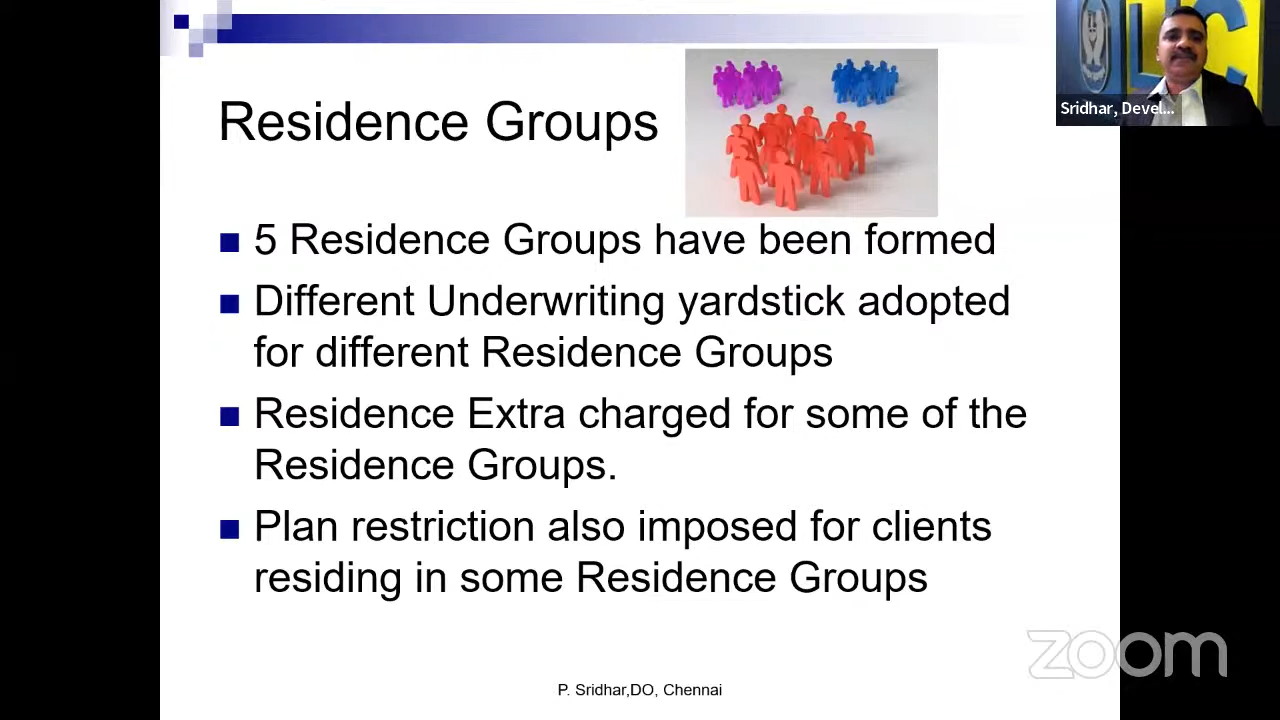 Residence Groups
Sridhar, Devel...
5 Residence Groups have been formed
Different Underwriting yardstick adopted
for different Residence Groups
Residence Extra charged for some of the
Residence Groups.
Plan restriction also imposed for clients
residing in some Residence Groups
zoom
P. Sridhar,DO, Chennai